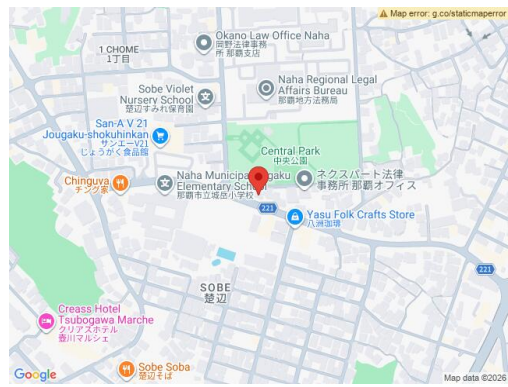 Map error: g.co/staticmaperror
Okano Law Office Naha
岡野法律事務
所 那覇支店
1 CHOME
1丁目
Sobe Violet
Nursery School
楚辺すみれ保育園
Naha Regional Legal
Affairs Bureau
那覇地方法務局
San-A V 21
Jougaku-shokuhinkan
サンエーV21
じょうがく食品館
Central Park
中央公園
Naha Municipal
Elementary School
那覇市立城岳小学校
ネクスパート法律
事務所 那覇オフィス
Chinguva
チング家
221
Yasu Folk Crafts Store
八洲珈琲
221
SOBE
楚辺
Creass Hotel
Tsubogawa Marche
クリアスホテル
壺川マルシェ
Sobe Soba
楚辺そば
Google
Map data ©2026